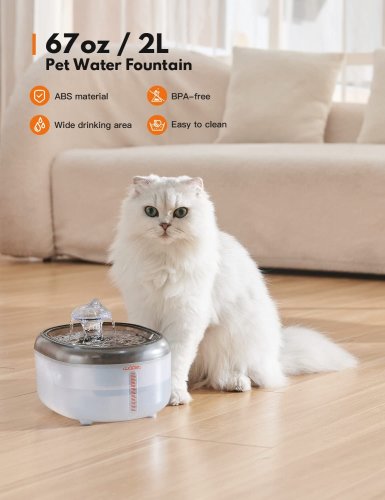 67oz / 2L
Pet Water Fountain
ABS material
BPA-free
Wide drinking area
Easy to clean